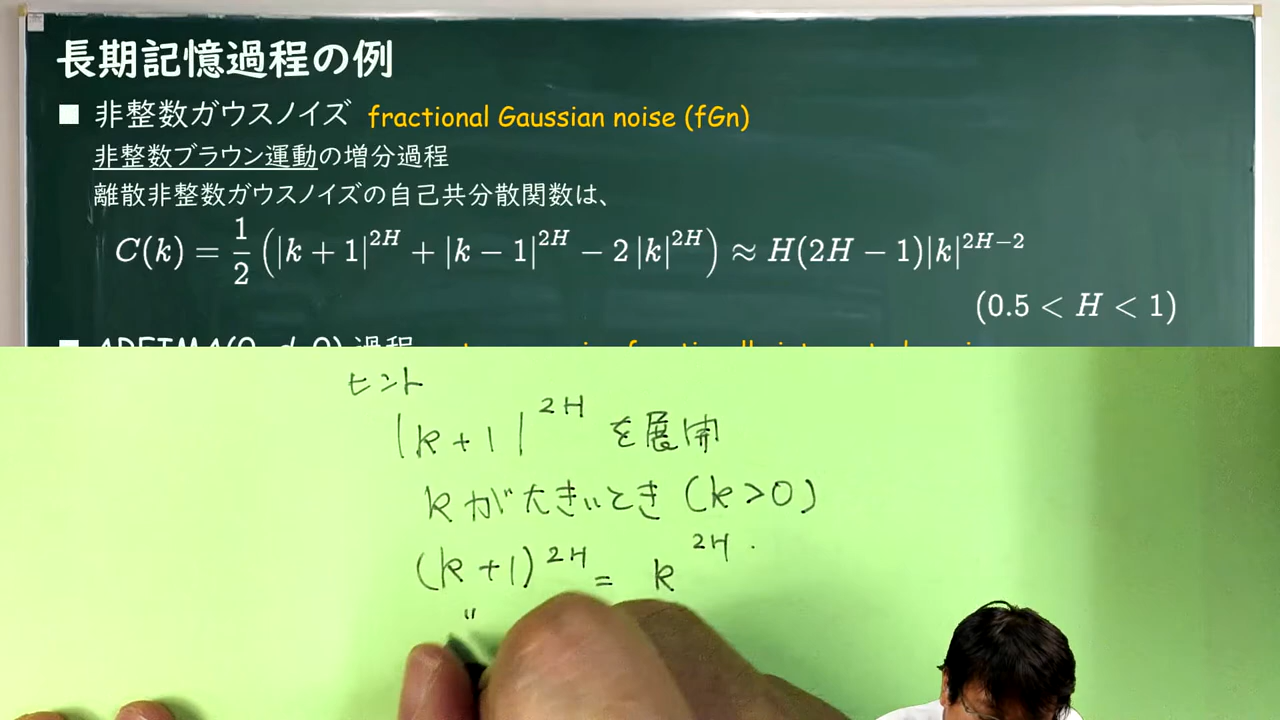 長期記憶過程の例
■ 非整数ガウスノイズ fractional Gaussian noise (fGn)
非整数ブラウン運動の増分過程
離散非整数ガウスノイズの自己共分散関数は、
C(k) = 1/2 (|k + 1|^{2H} + |k − 1|^{2H} − 2|k|^{2H}) ≈ H(2H − 1)|k|^{2H−2}
(0.5 < H < 1)
ヒント
|k+1|^{2H} を展開
kが大きいとき (k>0)
(k+1)^{2H} = k^{2H}
〃